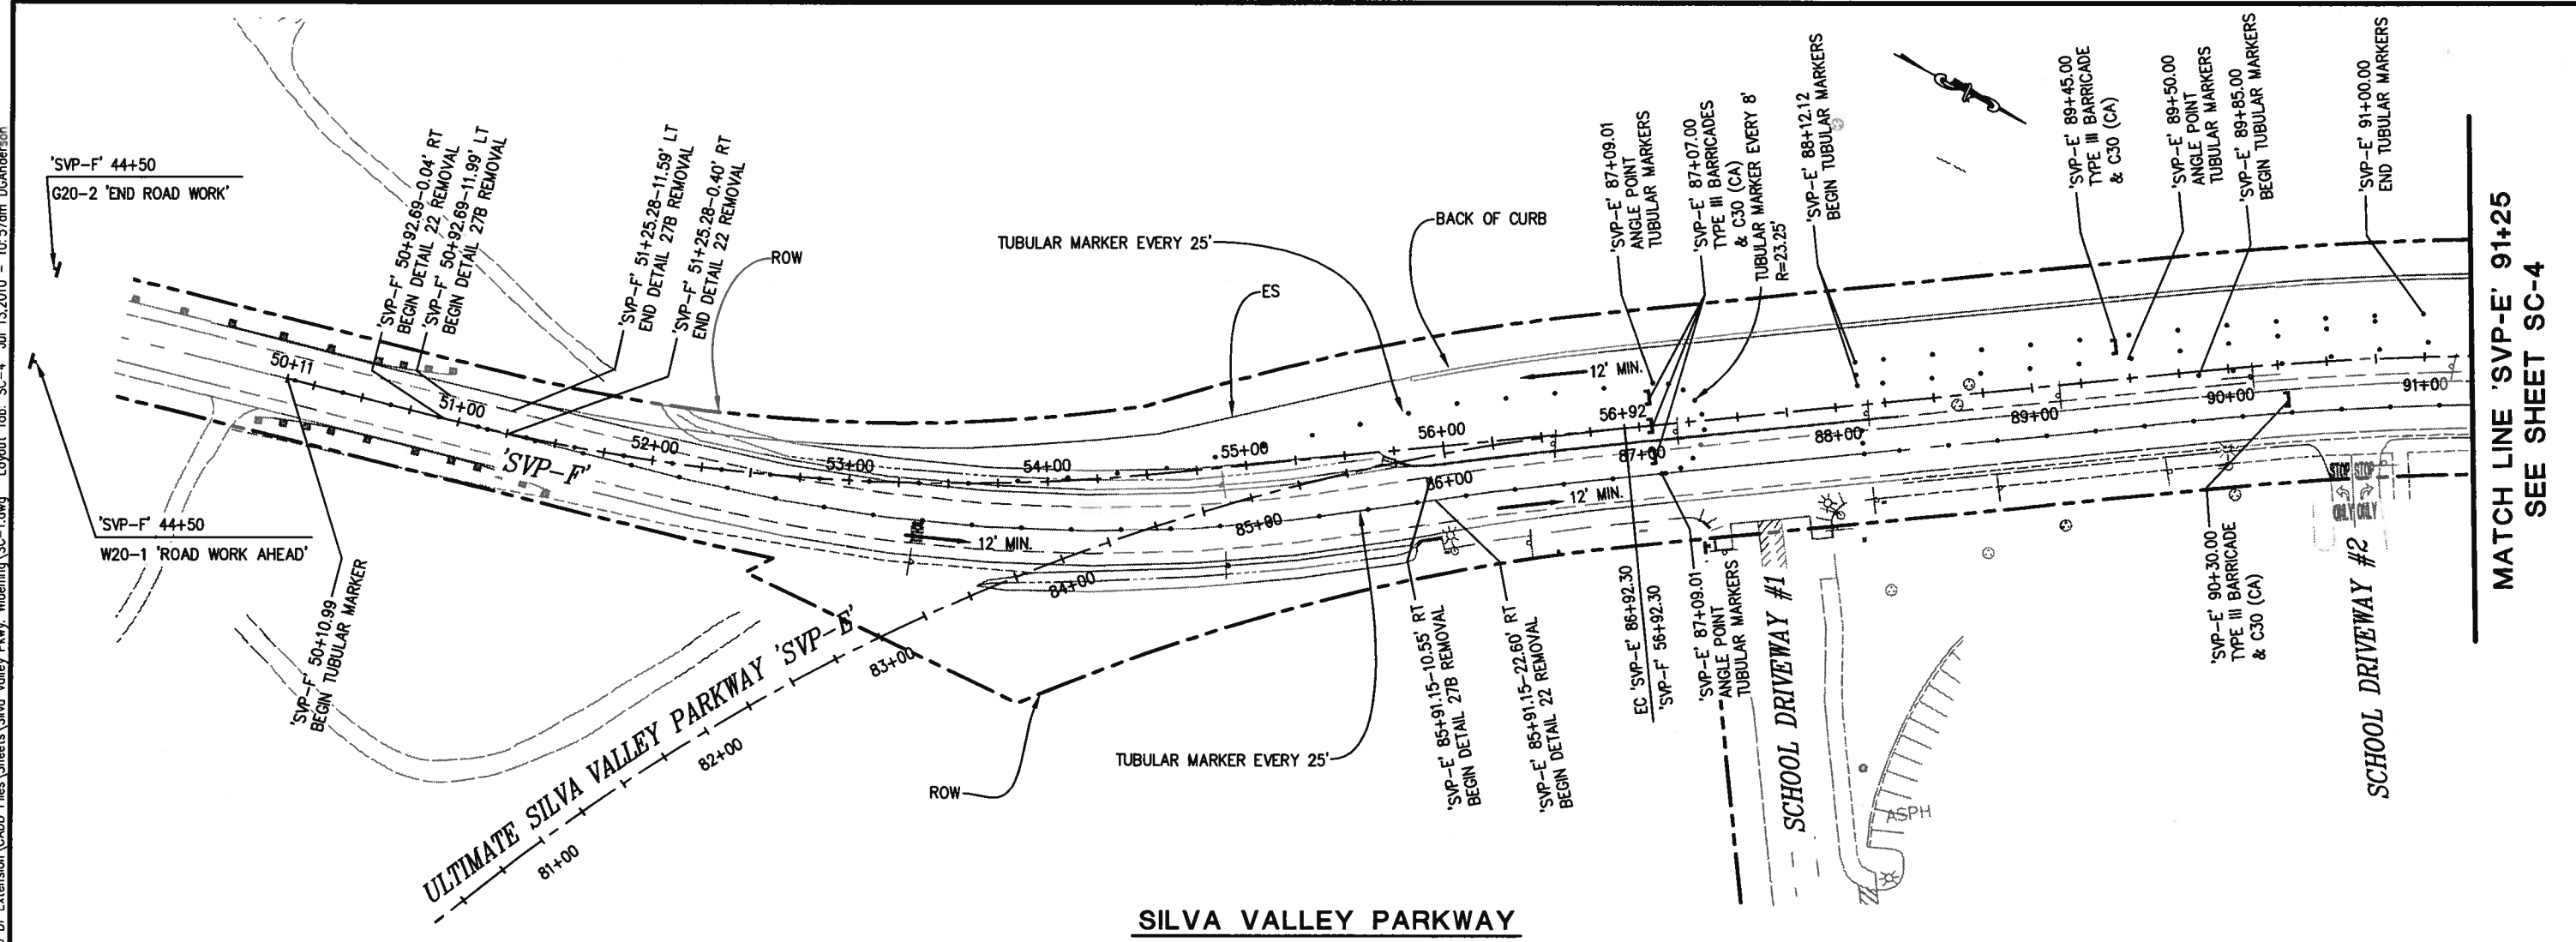 'SVP-F' 44+50
G20-2 'END ROAD WORK'
'SVP-F' 50+92.69-0.04' RT
BEGIN DETAIL 22 REMOVAL
'SVP-F' 50+92.69-11.99' LT
BEGIN DETAIL 27B REMOVAL
'SVP-F' 51+25.28-11.59' LT
END DETAIL 27B REMOVAL
'SVP-F' 51+25.28-0.40' RT
END DETAIL 22 REMOVAL
ROW
TUBULAR MARKER EVERY 25'
BACK OF CURB
ES
'SVP-E' 87+09.01
ANGLE POINT
TUBULAR MARKERS
'SVP-E' 87+07.00
TYPE III BARRICADES
& C30 (CA)
TUBULAR MARKER EVERY 8'
R=23.25'
'SVP-E' 88+12.12
BEGIN TUBULAR MARKERS
'SVP-E' 89+45.00
TYPE III BARRICADE
& C30 (CA)
'SVP-E' 89+50.00
ANGLE POINT
TUBULAR MARKERS
'SVP-E' 89+85.00
BEGIN TUBULAR MARKERS
'SVP-E' 91+00.00
END TUBULAR MARKERS
MATCH LINE 'SVP-E' 91+25
SEE SHEET SC-4
50+11
51+00
52+00
53+00
54+00
55+00
56+00
56+92
12' MIN.
'SVP-F'
85+00
86+00
87+00
88+00
89+00
90+00
91+00
12' MIN.
12' MIN.
84+00
83+00
82+00
81+00
'SVP-F' 44+50
W20-1 'ROAD WORK AHEAD'
'SVP-F' 50+10.99
BEGIN TUBULAR MARKER
ULTIMATE SILVA VALLEY PARKWAY 'SVP-E'
ROW
TUBULAR MARKER EVERY 25'
'SVP-E' 85+91.15-10.55' RT
BEGIN DETAIL 27B REMOVAL
'SVP-E' 85+91.15-22.60' RT
BEGIN DETAIL 22 REMOVAL
EC 'SVP-E' 86+92.30
'SVP-F' 56+92.30
'SVP-E' 87+09.01
ANGLE POINT
TUBULAR MARKERS
SCHOOL DRIVEWAY #1
ASPH
'SVP-E' 90+30.00
TYPE III BARRICADE
& C30 (CA)
STOP STOP
ONLY ONLY
SCHOOL DRIVEWAY #2
SILVA VALLEY PARKWAY